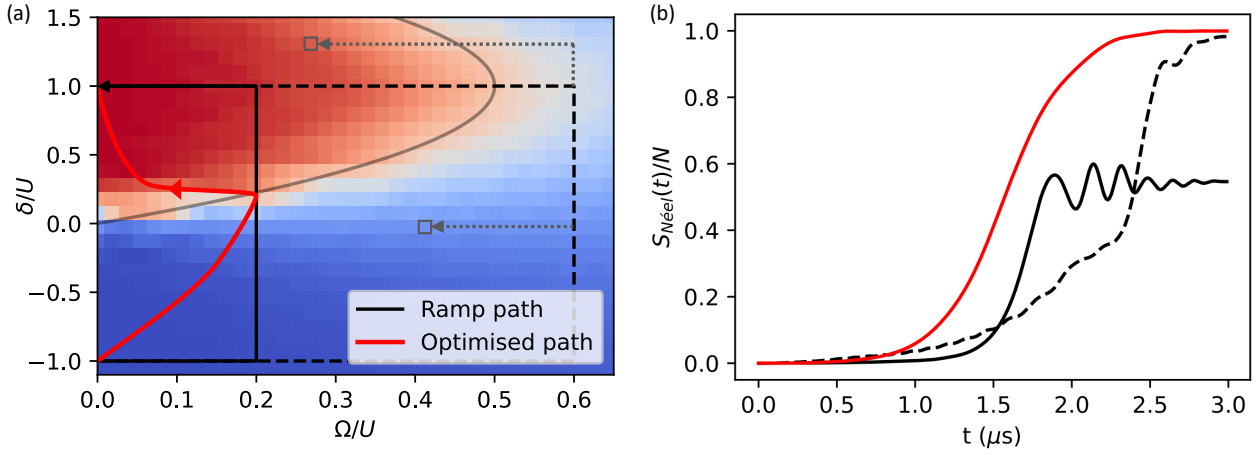 (a)
1.5
1.0
0.5
0.0
−0.5
−1.0
δ/U
0.0 0.1 0.2 0.3 0.4 0.5 0.6
Ω/U
Ramp path
Optimised path
(b)
1.0
0.8
0.6
0.4
0.2
0.0
S_Néel(t)/N
0.0 0.5 1.0 1.5 2.0 2.5 3.0
t (μs)